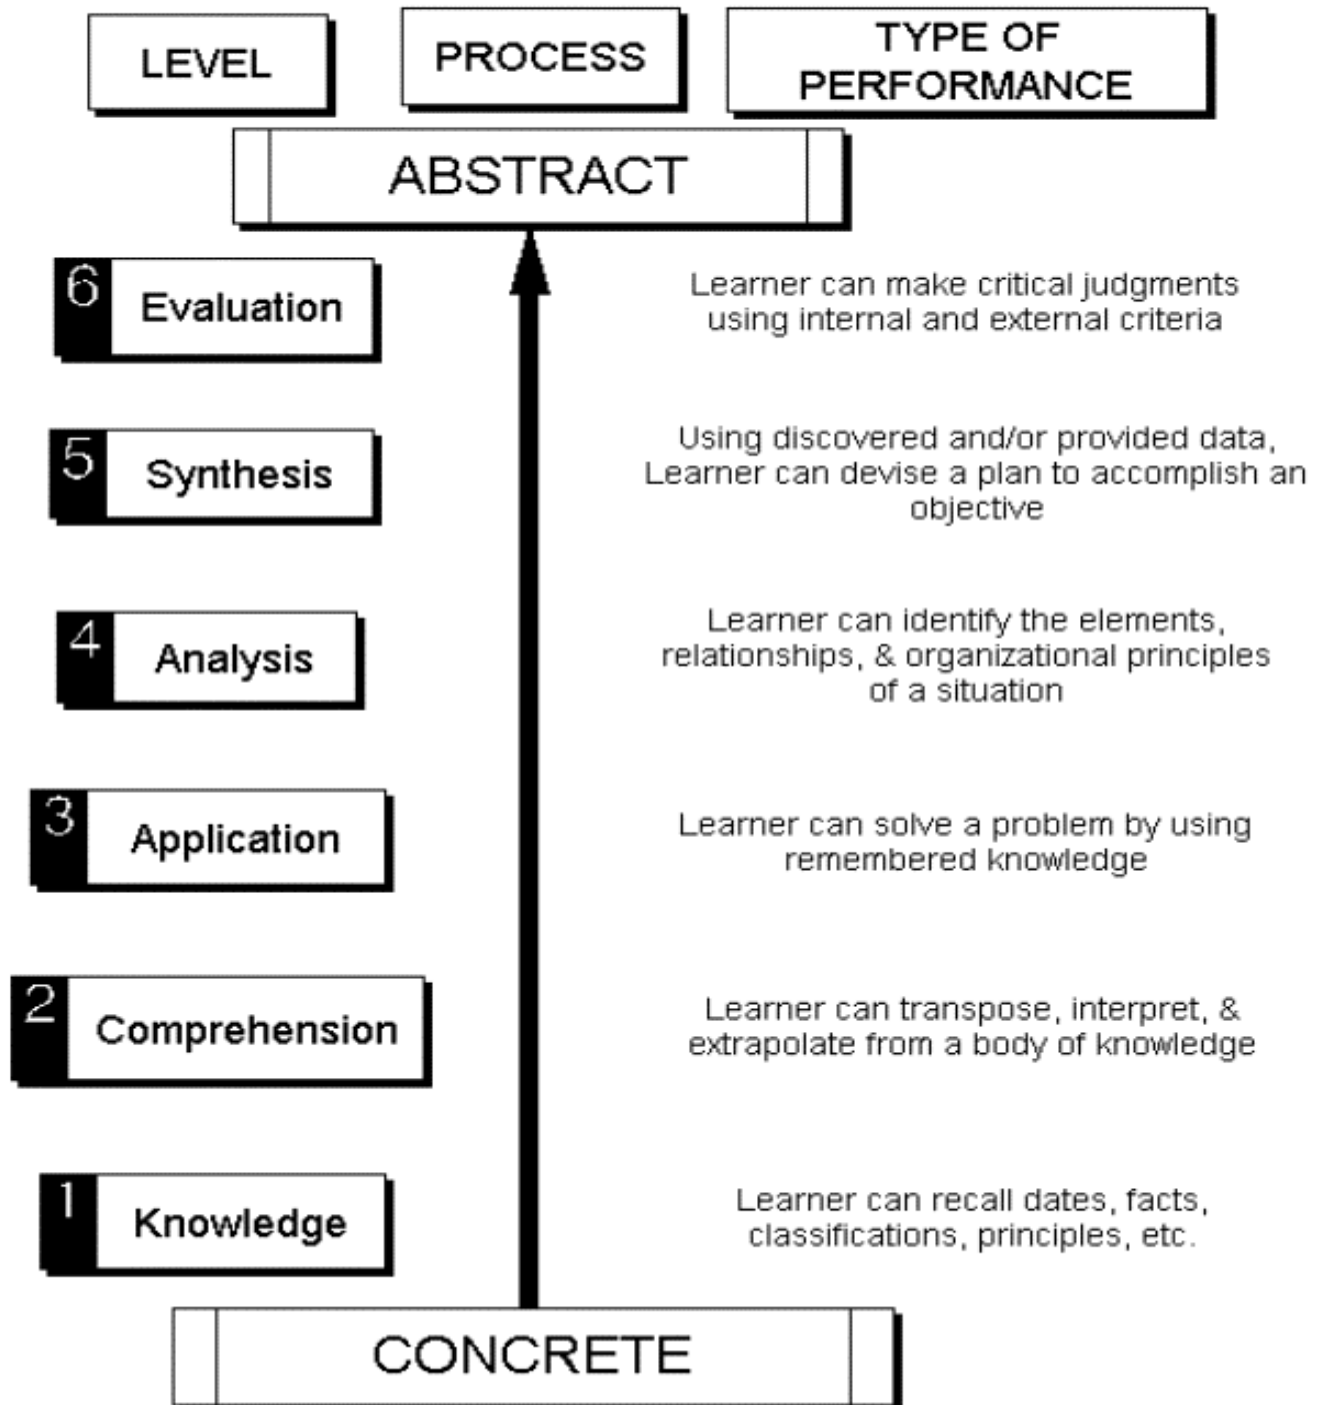 LEVEL
PROCESS
TYPE OF
PERFORMANCE
ABSTRACT
6
Evaluation
Learner can make critical judgments
using internal and external criteria
5
Synthesis
Using discovered and/or provided data,
Learner can devise a plan to accomplish an
objective
4
Analysis
Learner can identify the elements,
relationships, & organizational principles
of a situation
3
Application
Learner can solve a problem by using
remembered knowledge
2
Comprehension
Learner can transpose, interpret, &
extrapolate from a body of knowledge
1
Knowledge
Learner can recall dates, facts,
classifications, principles, etc.
CONCRETE